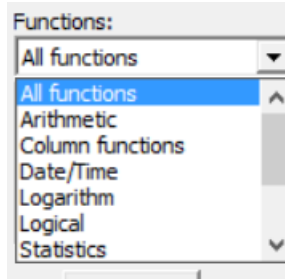 Functions:
All functions
All functions
Arithmetic
Column functions
Date/Time
Logarithm
Logical
Statistics